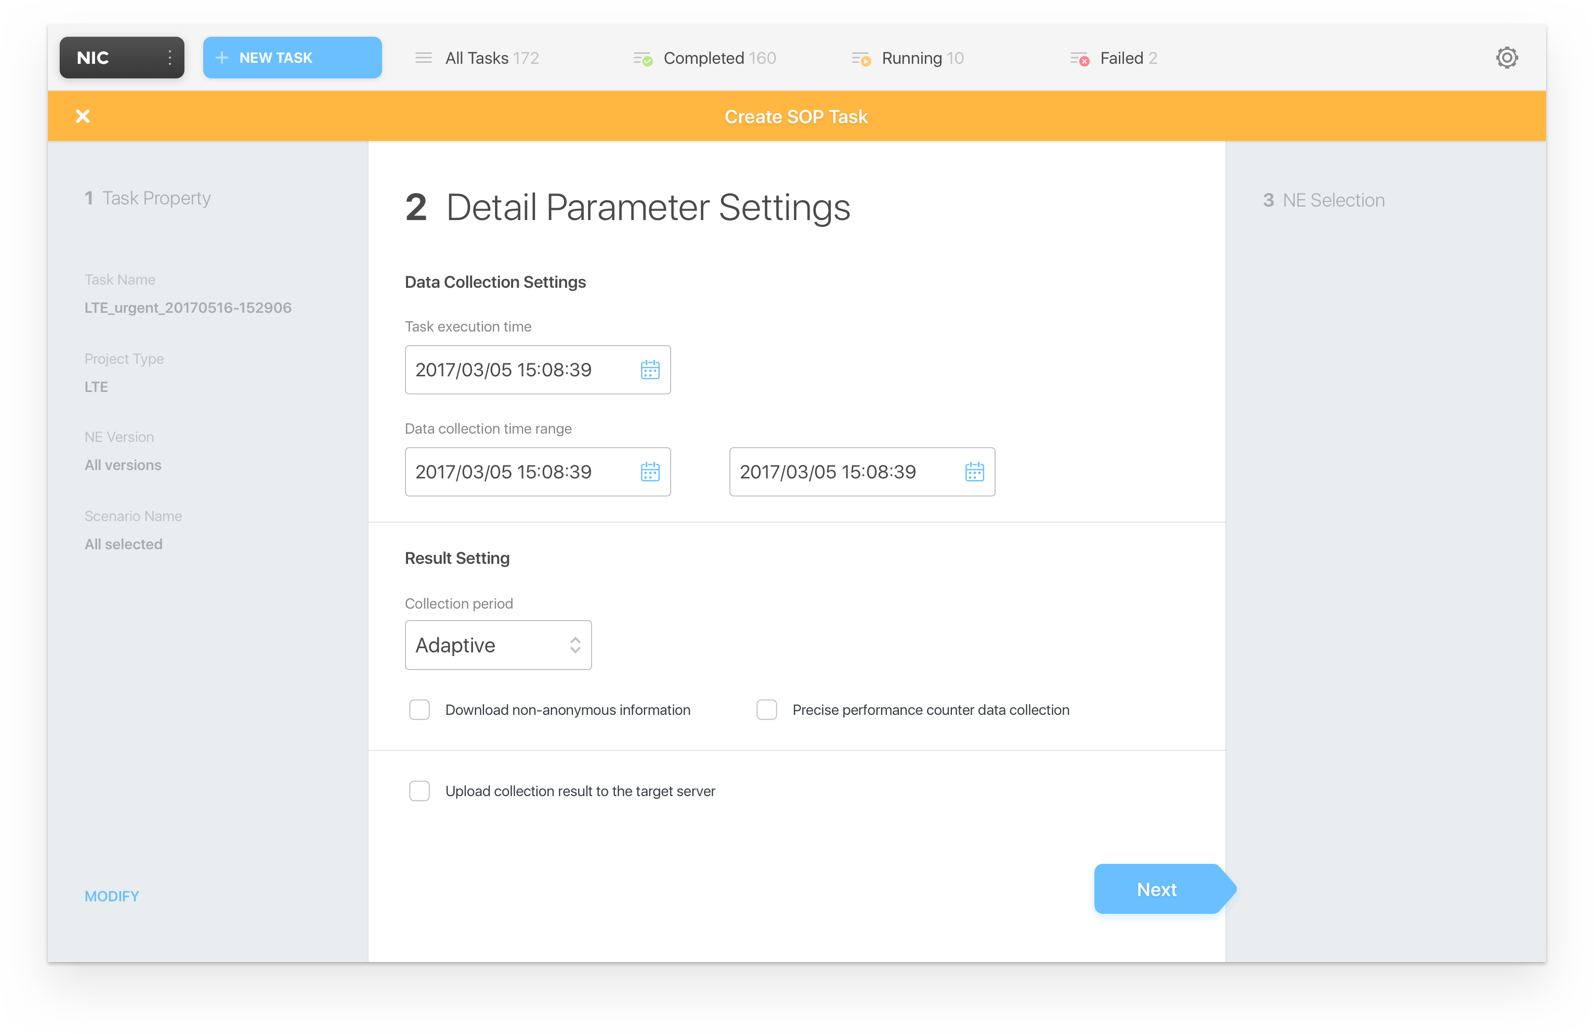 NIC
NEW TASK
All Tasks 172
Completed 160
Running 10
Failed 2
Create SOP Task
1 Task Property
Task Name
LTE_urgent_20170516-152906
Project Type
LTE
NE Version
All versions
Scenario Name
All selected
MODIFY
2 Detail Parameter Settings
Data Collection Settings
Task execution time
2017/03/05 15:08:39
Data collection time range
2017/03/05 15:08:39
2017/03/05 15:08:39
Result Setting
Collection period
Adaptive
Download non-anonymous information
Precise performance counter data collection
Upload collection result to the target server
Next
3 NE Selection